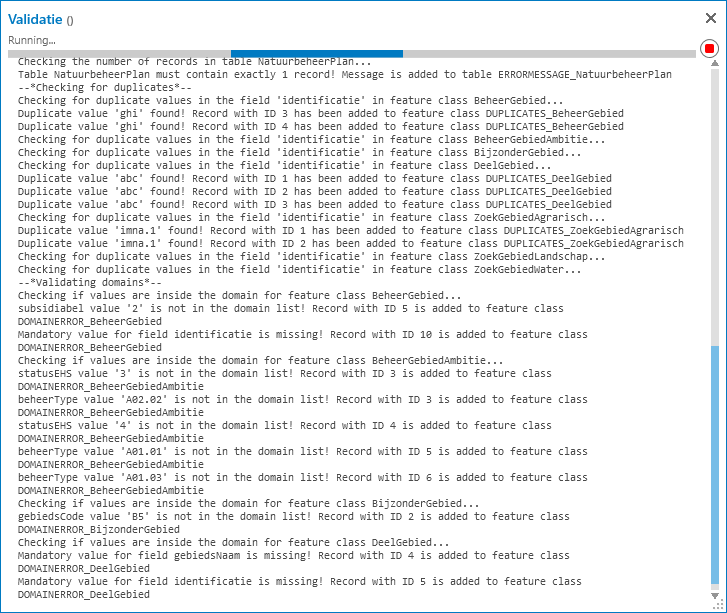 Validatie ()
Running...
Checking the number of records in table NatuurbeheerPlan...
Table NatuurbeheerPlan must contain exactly 1 record! Message is added to table ERRORMESSAGE_NatuurbeheerPlan
--*Checking for duplicates*--
Checking for duplicate values in the field 'identificatie' in feature class BeheerGebied...
Duplicate value 'ghi' found! Record with ID 3 has been added to feature class DUPLICATES_BeheerGebied
Duplicate value 'ghi' found! Record with ID 4 has been added to feature class DUPLICATES_BeheerGebied
Checking for duplicate values in the field 'identificatie' in feature class BeheerGebiedAmbitie...
Checking for duplicate values in the field 'identificatie' in feature class BijzonderGebied...
Checking for duplicate values in the field 'identificatie' in feature class DeelGebied...
Duplicate value 'abc' found! Record with ID 1 has been added to feature class DUPLICATES_DeelGebied
Duplicate value 'abc' found! Record with ID 2 has been added to feature class DUPLICATES_DeelGebied
Duplicate value 'abc' found! Record with ID 3 has been added to feature class DUPLICATES_DeelGebied
Checking for duplicate values in the field 'identificatie' in feature class ZoekGebiedAgrarisch...
Duplicate value 'imna.1' found! Record with ID 1 has been added to feature class DUPLICATES_ZoekGebiedAgrarisch
Duplicate value 'imna.1' found! Record with ID 2 has been added to feature class DUPLICATES_ZoekGebiedAgrarisch
Checking for duplicate values in the field 'identificatie' in feature class ZoekGebiedLandschap...
Checking for duplicate values in the field 'identificatie' in feature class ZoekGebiedWater...
--*Validating domains*--
Checking if values are inside the domain for feature class BeheerGebied...
subsidiabel value '2' is not in the domain list! Record with ID 5 is added to feature class
DOMAINERROR_BeheerGebied
Mandatory value for field identificatie is missing! Record with ID 10 is added to feature class
DOMAINERROR_BeheerGebied
Checking if values are inside the domain for feature class BeheerGebiedAmbitie...
statusEHS value '3' is not in the domain list! Record with ID 3 is added to feature class
DOMAINERROR_BeheerGebiedAmbitie
beheerType value 'A02.02' is not in the domain list! Record with ID 3 is added to feature class
DOMAINERROR_BeheerGebiedAmbitie
statusEHS value '4' is not in the domain list! Record with ID 4 is added to feature class
DOMAINERROR_BeheerGebiedAmbitie
beheerType value 'A01.01' is not in the domain list! Record with ID 5 is added to feature class
DOMAINERROR_BeheerGebiedAmbitie
beheerType value 'A01.03' is not in the domain list! Record with ID 6 is added to feature class
DOMAINERROR_BeheerGebiedAmbitie
Checking if values are inside the domain for feature class BijzonderGebied...
gebiedsCode value 'B5' is not in the domain list! Record with ID 2 is added to feature class
DOMAINERROR_BijzonderGebied
Checking if values are inside the domain for feature class DeelGebied...
Mandatory value for field gebiedsNaam is missing! Record with ID 4 is added to feature class
DOMAINERROR_DeelGebied
Mandatory value for field identificatie is missing! Record with ID 5 is added to feature class
DOMAINERROR_DeelGebied